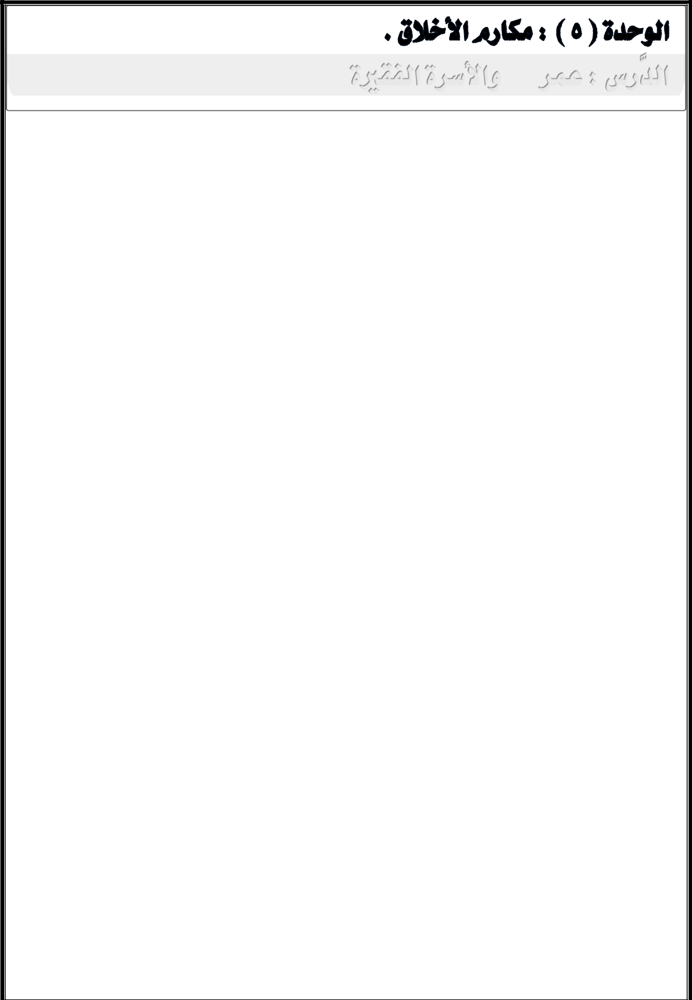 الوحدة ( ٥ ) : مكارم الأخلاق .
الدَّرس : عمر والأسرة الفقيرة